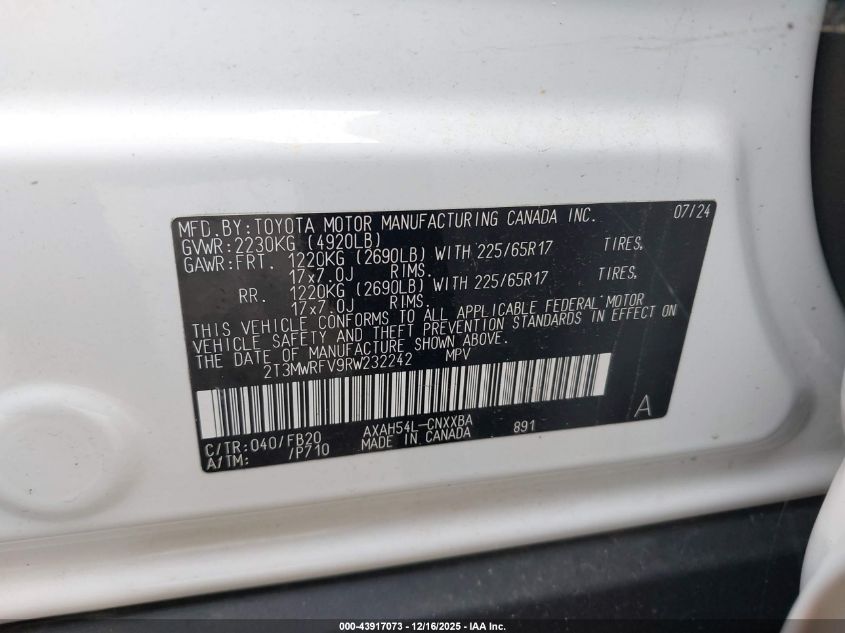 MFD.BY:TOYOTA MOTOR MANUFACTURING CANADA INC. 07/24
GVWR:2230KG (4920LB)
GAWR:FRT. 1220KG (2690LB) WITH 225/65R17 TIRES,
17x7.0J RIMS.
RR. 1220KG (2690LB) WITH 225/65R17 TIRES,
17x7.0J RIMS.
THIS VEHICLE CONFORMS TO ALL APPLICABLE FEDERAL MOTOR
VEHICLE SAFETY AND THEFT PREVENTION STANDARDS IN EFFECT ON
THE DATE OF MANUFACTURE SHOWN ABOVE.
2T3MWRFV9RW232242 MPV
C/TR:040/FB20 AXAH54L-CNXXBA 891 A
A/TM: /P710 MADE IN CANADA
000-43917073 - 12/16/2025 - IAA Inc.